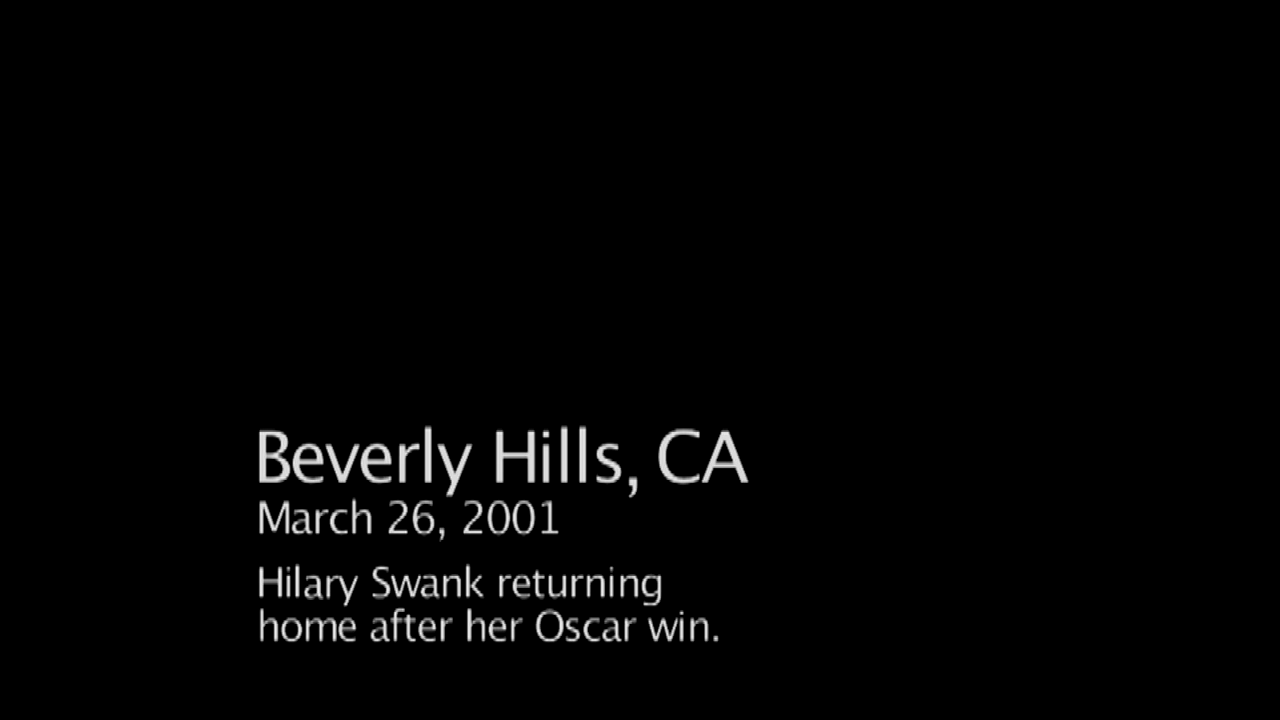 Beverly Hills, CA
March 26, 2001
Hilary Swank returning
home after her Oscar win.